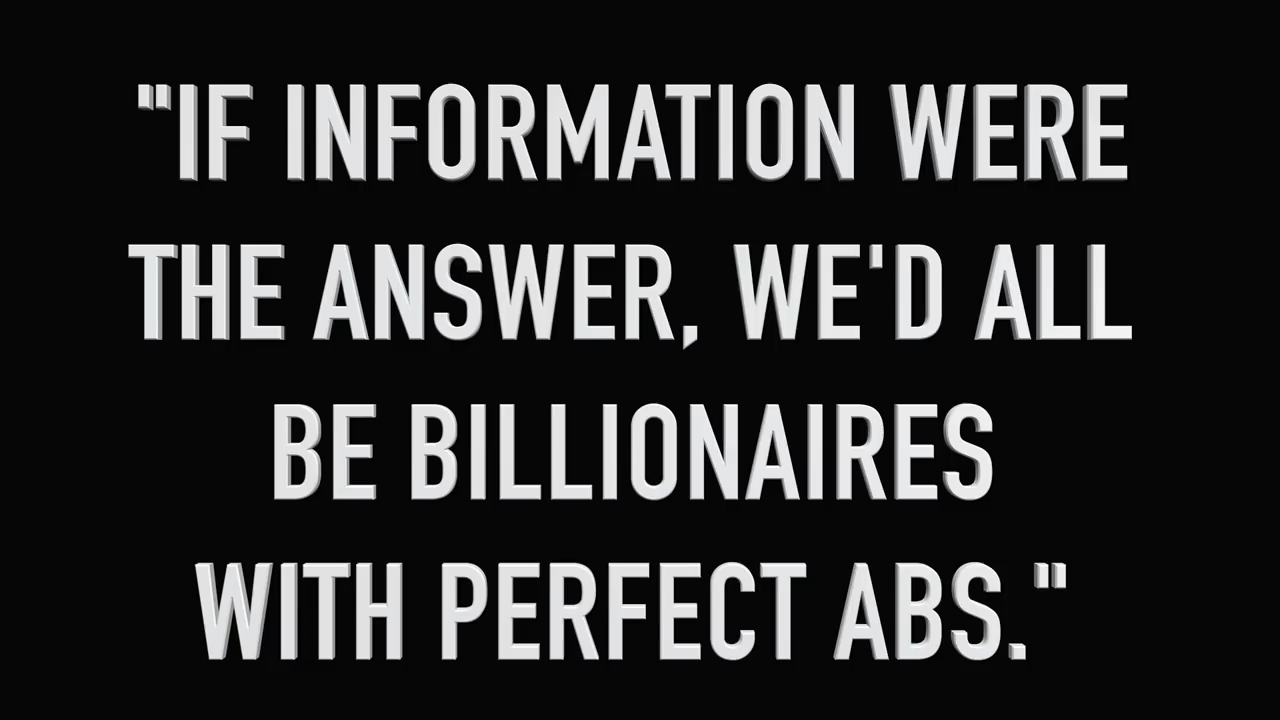 "IF INFORMATION WERE
THE ANSWER, WE'D ALL
BE BILLIONAIRES
WITH PERFECT ABS."